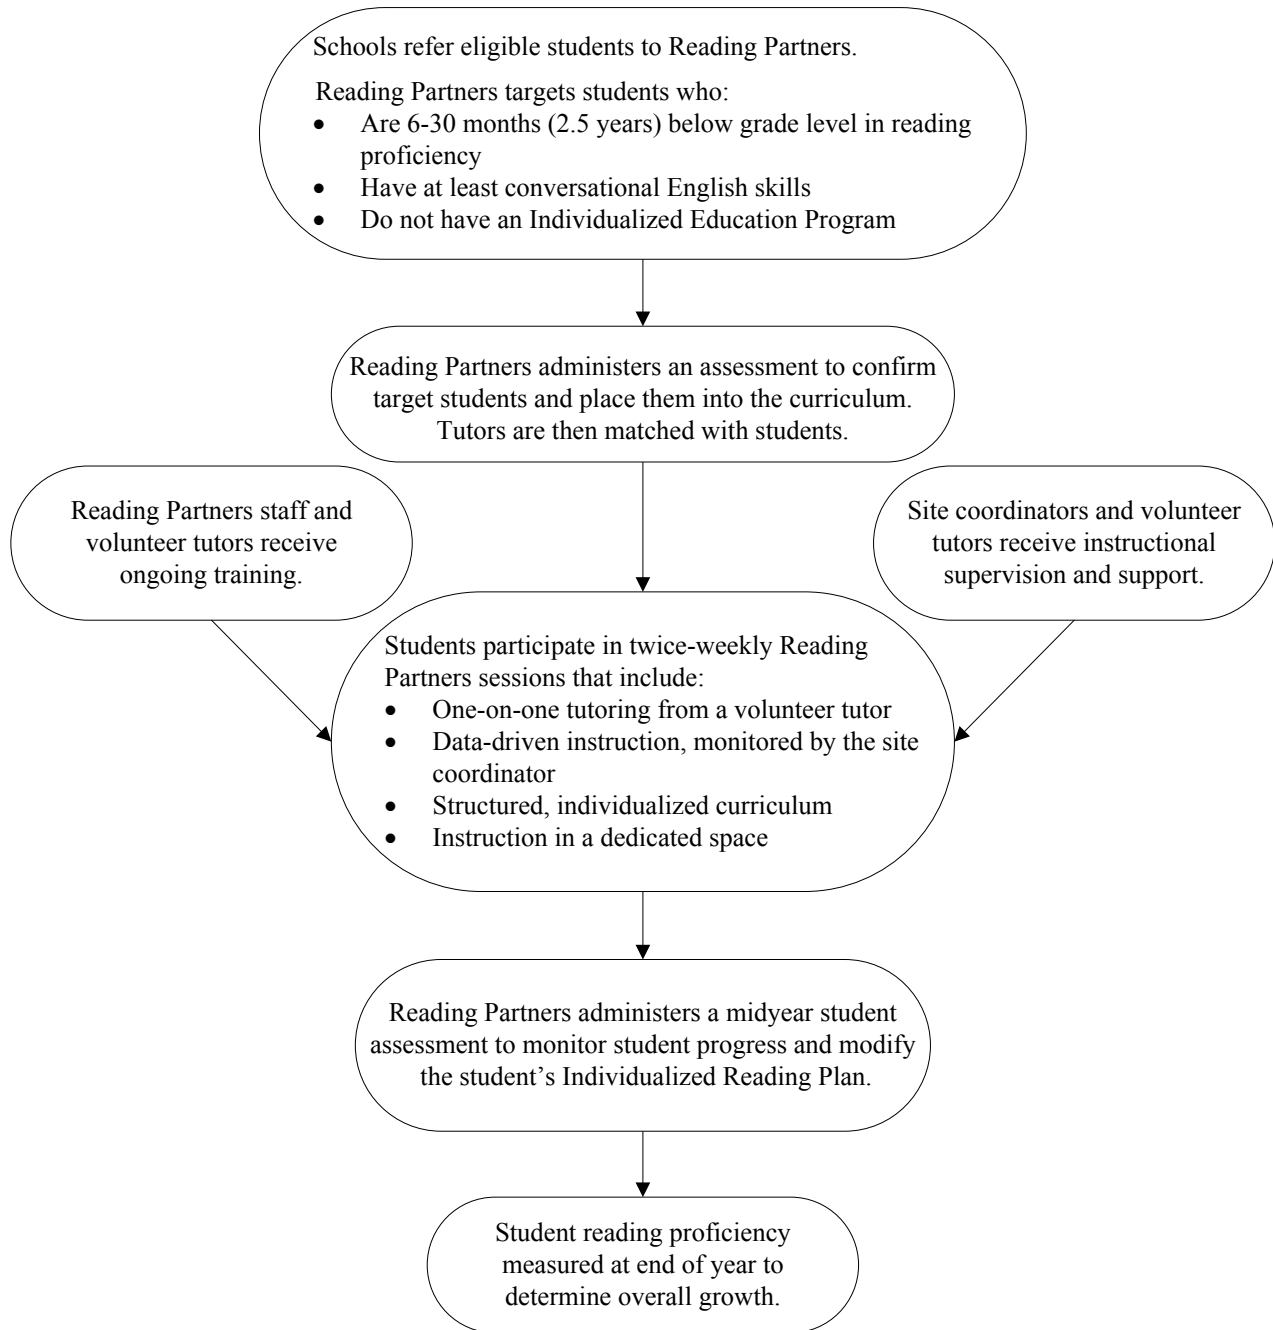 Schools refer eligible students to Reading Partners.
Reading Partners targets students who:
• Are 6-30 months (2.5 years) below grade level in reading
proficiency
• Have at least conversational English skills
• Do not have an Individualized Education Program
Reading Partners administers an assessment to confirm
target students and place them into the curriculum.
Tutors are then matched with students.
Reading Partners staff and
volunteer tutors receive
ongoing training.
Site coordinators and volunteer
tutors receive instructional
supervision and support.
Students participate in twice-weekly Reading
Partners sessions that include:
• One-on-one tutoring from a volunteer tutor
• Data-driven instruction, monitored by the site
coordinator
• Structured, individualized curriculum
• Instruction in a dedicated space
Reading Partners administers a midyear student
assessment to monitor student progress and modify
the student’s Individualized Reading Plan.
Student reading proficiency
measured at end of year to
determine overall growth.